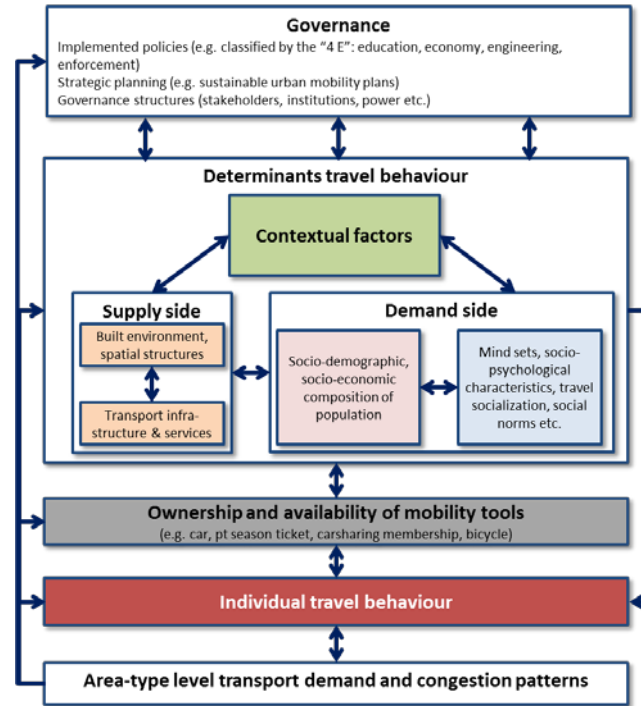 Governance
Implemented policies (e.g. classified by the “4 E”: education, economy, engineering,
enforcement)
Strategic planning (e.g. sustainable urban mobility plans)
Governance structures (stakeholders, institutions, power etc.)
Determinants travel behaviour
Contextual factors
Supply side
Built environment,
spatial structures
Transport infra-
structure & services
Demand side
Socio-demographic,
socio-economic
composition of
population
Mind sets, socio-
psychological
characteristics, travel
socialization, social
norms etc.
Ownership and availability of mobility tools
(e.g. car, pt season ticket, carsharing membership, bicycle)
Individual travel behaviour
Area-type level transport demand and congestion patterns